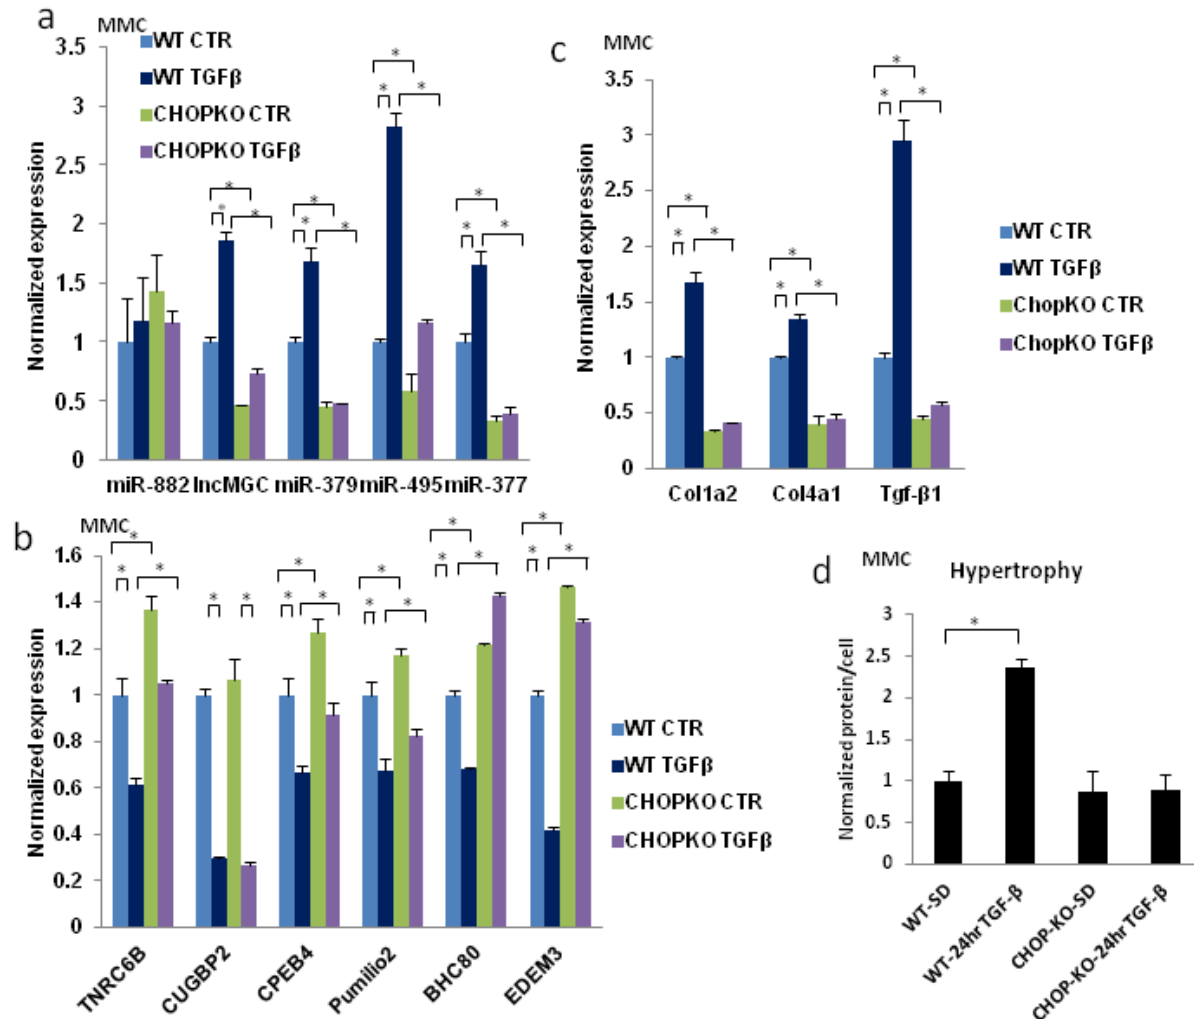 a
MMC
WT CTR
WT TGFβ
CHOPKO CTR
CHOPKO TGFβ
Normalized expression
3.5
3
2.5
2
1.5
1
0.5
0
* * * * * * * * * * * *
miR-882 lncMGC miR-379 miR-495 miR-377
b
MMC
Normalized expression
1.6
1.4
1.2
1
0.8
0.6
0.4
0.2
0
* * * * * * * * * * * * * * * * *
TNRC6B
CUGBP2
CPEB4
Pumilio2
BHC80
EDEM3
WT CTR
WT TGFβ
CHOPKO CTR
CHOPKO TGFβ
c
MMC
Normalized expression
3.5
3
2.5
2
1.5
1
0.5
0
* * * * * * * * *
Col1a2 Col4a1 Tgf-β1
WT CTR
WT TGFβ
ChopKO CTR
ChopKO TGFβ
d
MMC
Hypertrophy
Normalized protein/cell
3
2.5
2
1.5
1
0.5
0
*
WT-SD
WT-24hr TGF-β
CHOP-KO-SD
CHOP-KO-24hr TGF-β